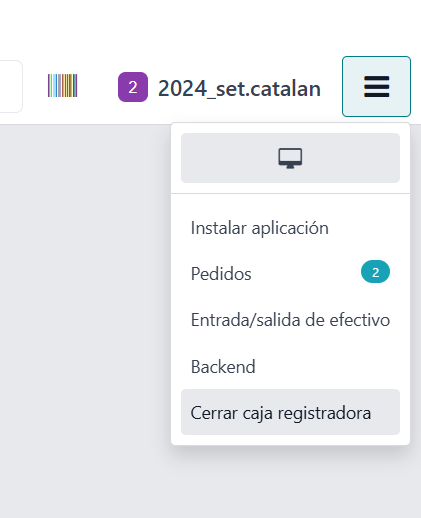 2 2024_set.catalan
Instalar aplicación
Pedidos 2
Entrada/salida de efectivo
Backend
Cerrar caja registradora